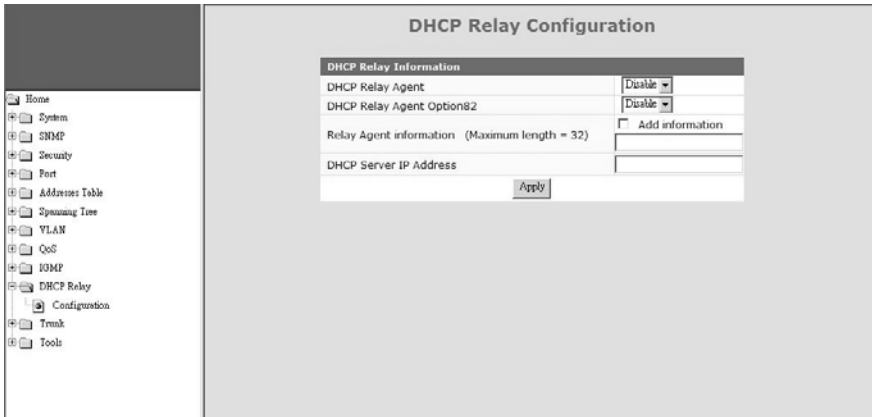 Home
System
SNMP
Security
Port
Addresses Table
Spanning Tree
VLAN
QoS
IGMP
DHCP Relay
Configuration
Trunk
Tools
DHCP Relay Configuration
DHCP Relay Information
DHCP Relay Agent Disable
DHCP Relay Agent Option82 Disable
Relay Agent information (Maximum length = 32) Add information
DHCP Server IP Address
Apply